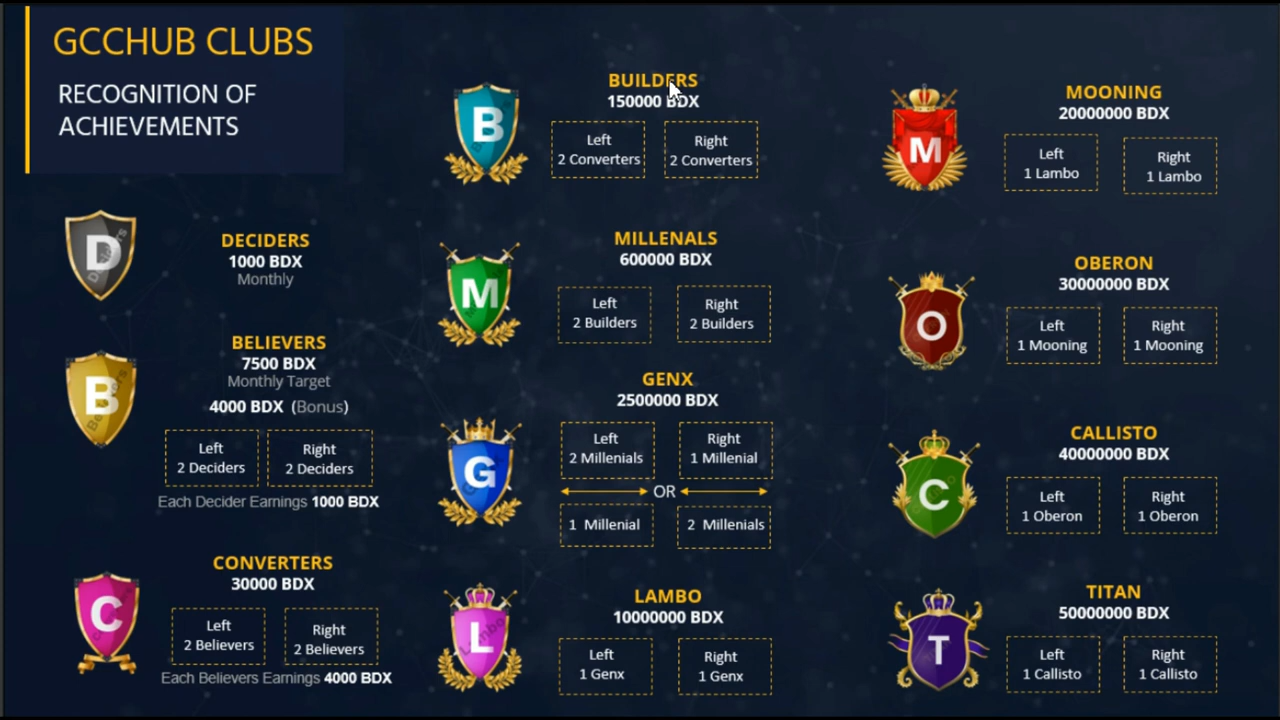 GCCHUB CLUBS
RECOGNITION OF
ACHIEVEMENTS
D
DECIDERS
1000 BDX
Monthly
B
BELIEVERS
7500 BDX
Monthly Target
4000 BDX (Bonus)
Left
2 Deciders
Right
2 Deciders
Each Decider Earnings 1000 BDX
C
CONVERTERS
30000 BDX
Left
2 Believers
Right
2 Believers
Each Believers Earnings 4000 BDX
B
BUILDERS
150000 BDX
Left
2 Converters
Right
2 Converters
M
MILLENALS
600000 BDX
Left
2 Builders
Right
2 Builders
G
GENX
2500000 BDX
Left
2 Millenials
Right
1 Millenial
OR
1 Millenial
2 Millenials
L
LAMBO
10000000 BDX
Left
1 Genx
Right
1 Genx
M
MOONING
20000000 BDX
Left
1 Lambo
Right
1 Lambo
O
OBERON
30000000 BDX
Left
1 Mooning
Right
1 Mooning
C
CALLISTO
40000000 BDX
Left
1 Oberon
Right
1 Oberon
T
TITAN
50000000 BDX
Left
1 Callisto
Right
1 Callisto